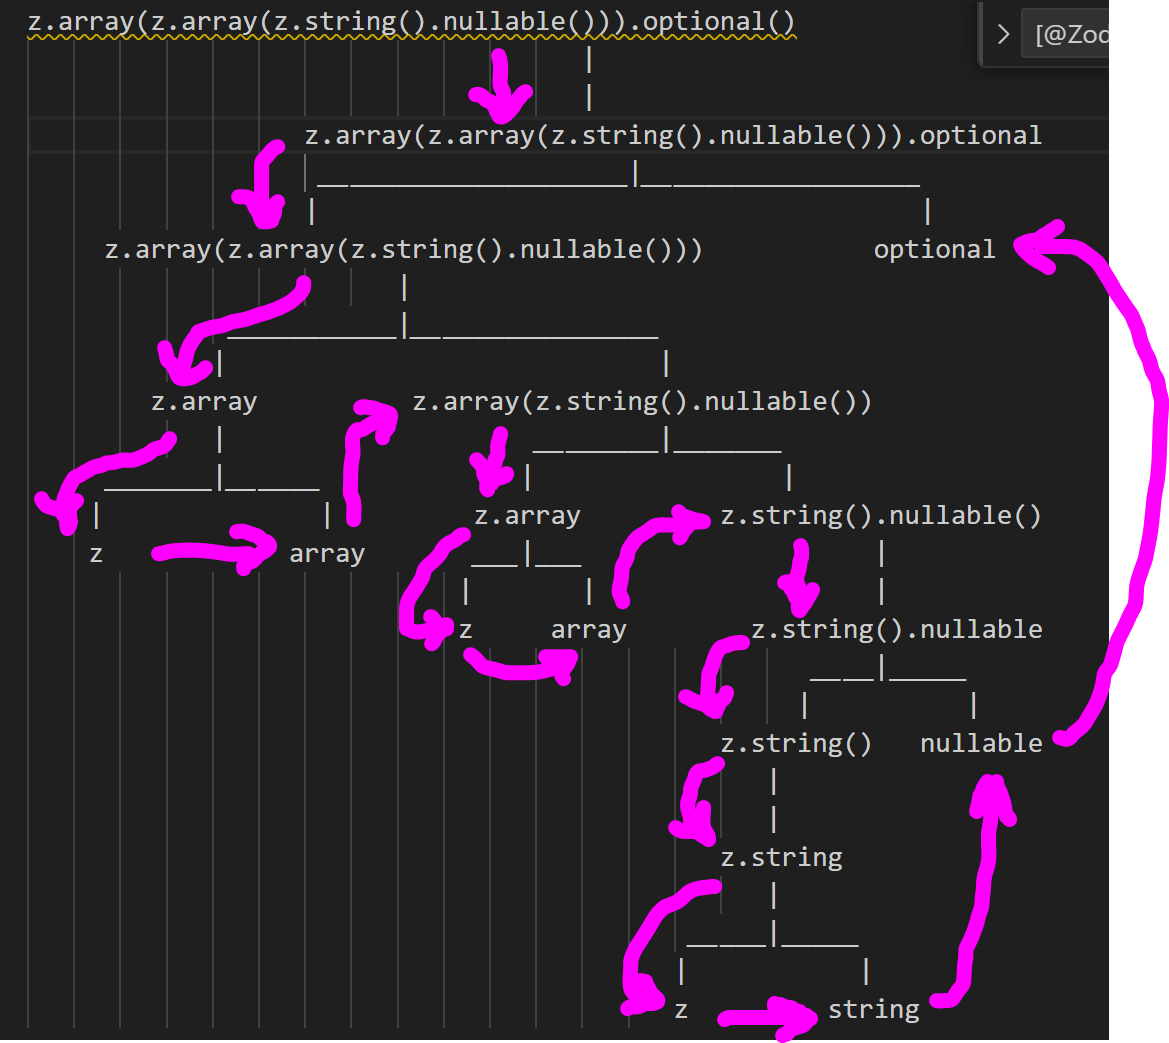 z.array(z.array(z.string().nullable())).optional()
[@Zod
z.array(z.array(z.string().nullable())).optional
z.array(z.array(z.string().nullable()))
optional
z.array
z.array(z.string().nullable())
z.array
z.string().nullable()
z
array
z
array
z.string().nullable
z.string()
nullable
z.string
z
string